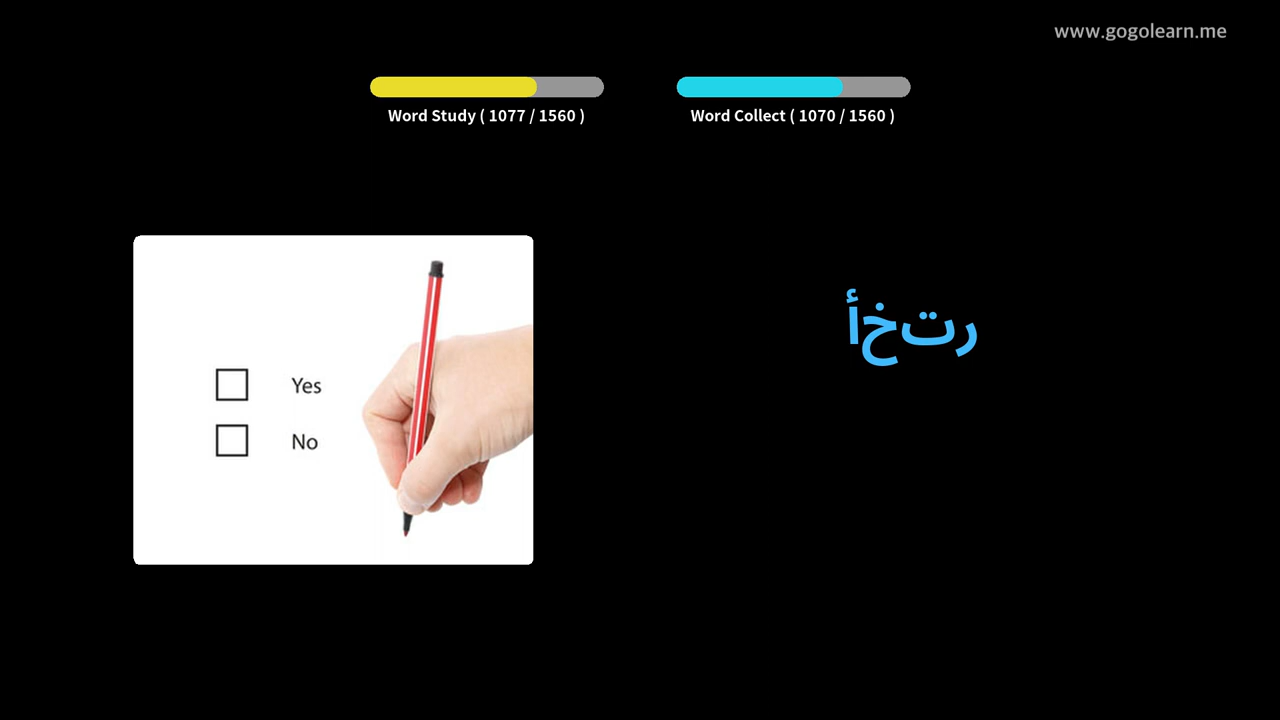 www.gogolearn.me
Word Study ( 1077 / 1560 )
Word Collect ( 1070 / 1560 )
رتخأ
Yes
No